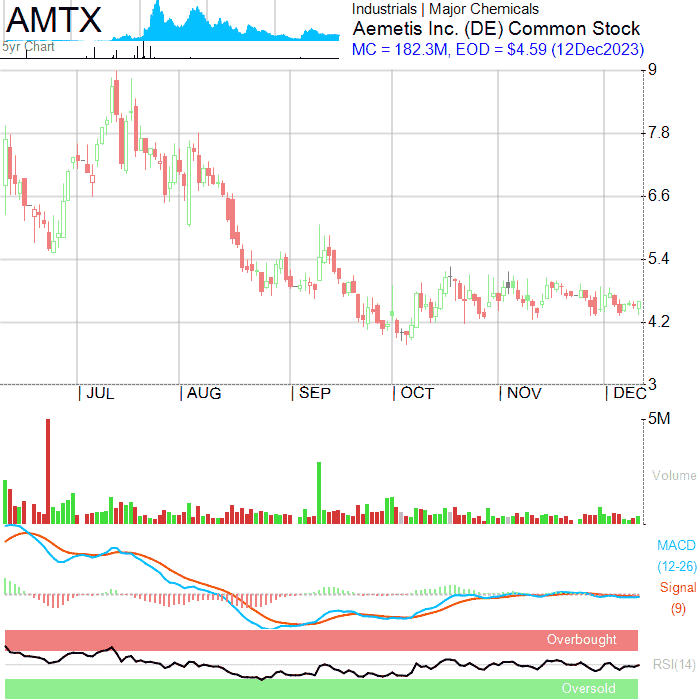 AMTX
5yr Chart
Industrials | Major Chemicals
Aemetis Inc. (DE) Common Stock
MC = 182.3M, EOD = $4.59 (12Dec2023)
9
7.8
6.6
5.4
4.2
3
| JUL | AUG | SEP | OCT | NOV | DEC
5M
Volume
MACD
(12-26)
Signal
(9)
Overbought
RSI(14)
Oversold